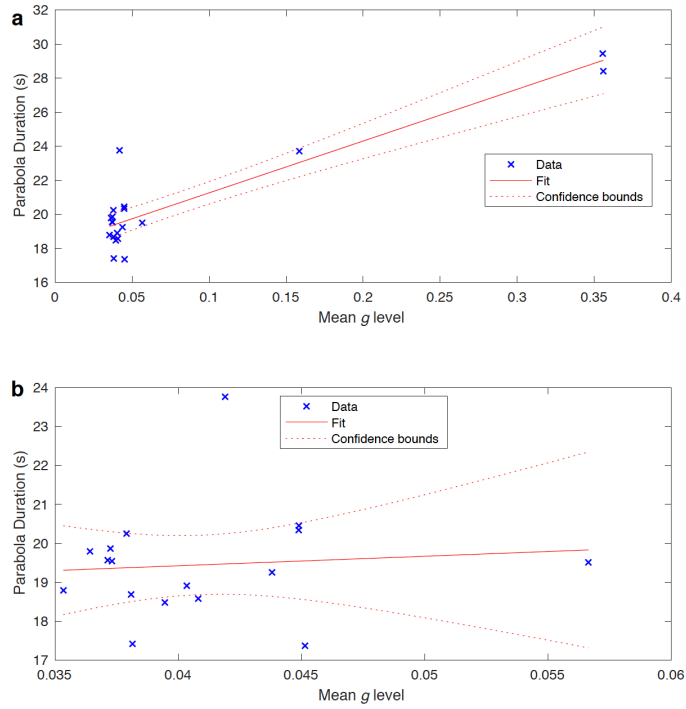 a
32
30
28
26
24
22
20
18
16
Parabola Duration (s)
Data
Fit
Confidence bounds
0 0.05 0.1 0.15 0.2 0.25 0.3 0.35 0.4
Mean g level
b
24
23
22
21
20
19
18
17
Parabola Duration (s)
Data
Fit
Confidence bounds
0.035 0.04 0.045 0.05 0.055 0.06
Mean g level